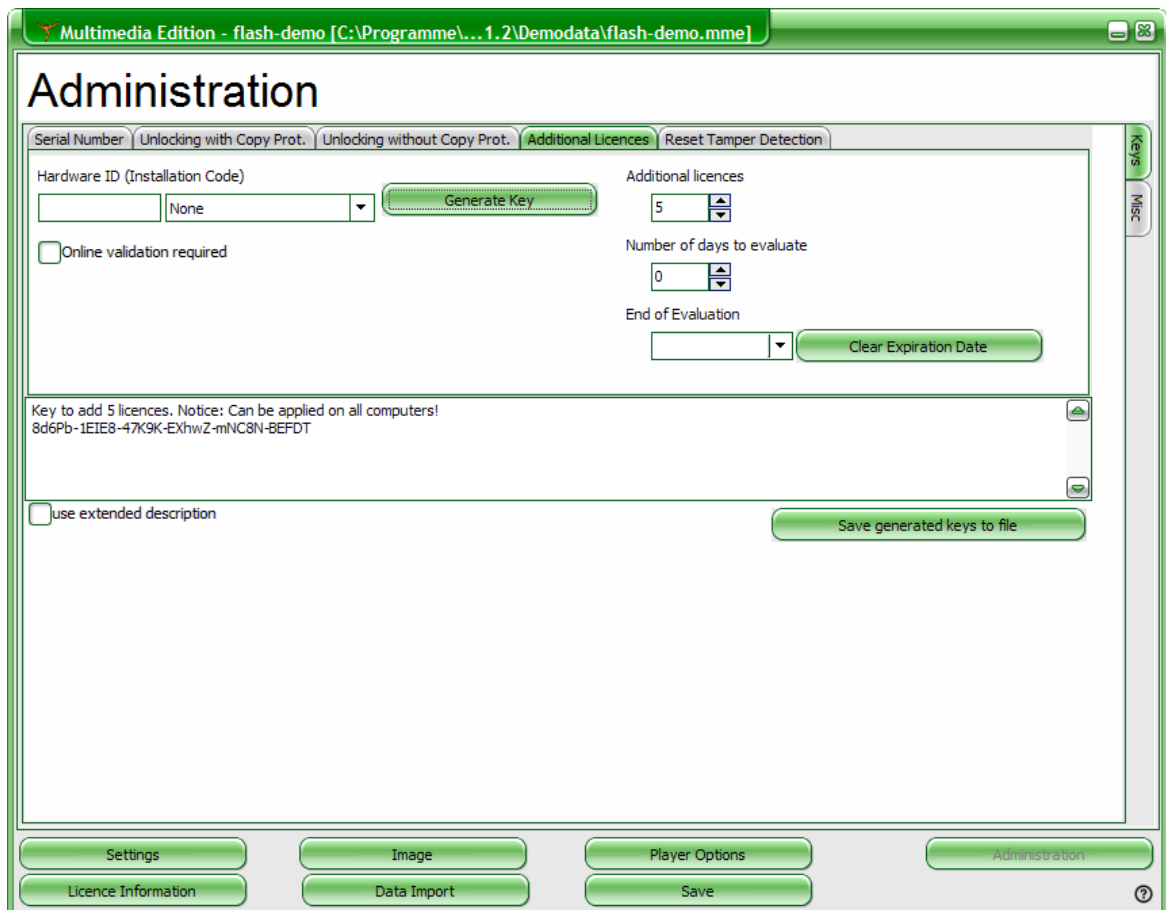 Multimedia Edition - flash-demo [C:\Programme\...1.2\Demodata\flash-demo.mme]
Administration
Serial Number Unlocking with Copy Prot. Unlocking without Copy Prot. Additional Licences Reset Tamper Detection
Keys
Misc
Hardware ID (Installation Code)
None
Generate Key
Online validation required
Additional licences
5
Number of days to evaluate
0
End of Evaluation
Clear Expiration Date
Key to add 5 licences. Notice: Can be applied on all computers!
8d6Pb-1EIE8-47K9K-EXhwZ-mNC8N-BEFDT
use extended description
Save generated keys to file
Settings Image Player Options Administration
Licence Information Data Import Save
?